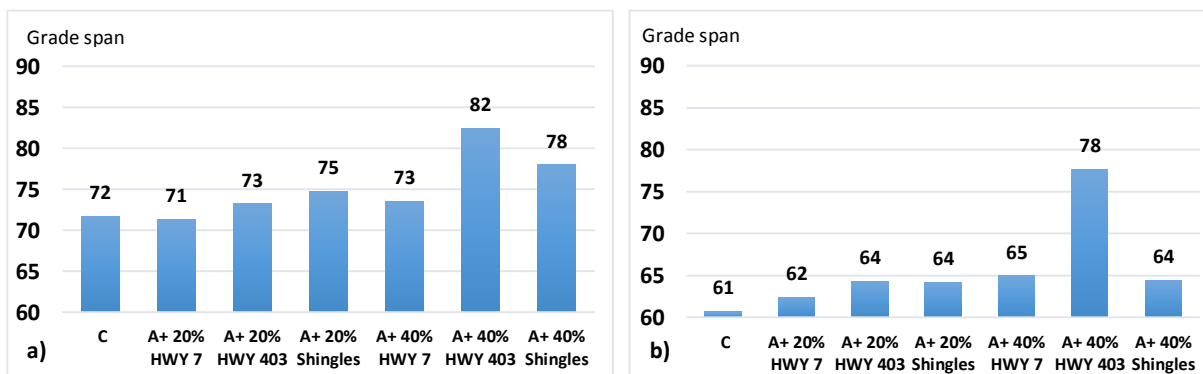 Grade span
90
85
80
75
70
65
60
72
71
73
75
73
82
78
C
A+ 20% HWY 7
A+ 20% HWY 403
A+ 20% Shingles
A+ 40% HWY 7
A+ 40% HWY 403
A+ 40% Shingles
a)
Grade span
90
85
80
75
70
65
60
61
62
64
64
65
78
64
C
A+ 20% HWY 7
A+ 20% HWY 403
A+ 20% Shingles
A+ 40% HWY 7
A+ 40% HWY 403
A+ 40% Shingles
b)